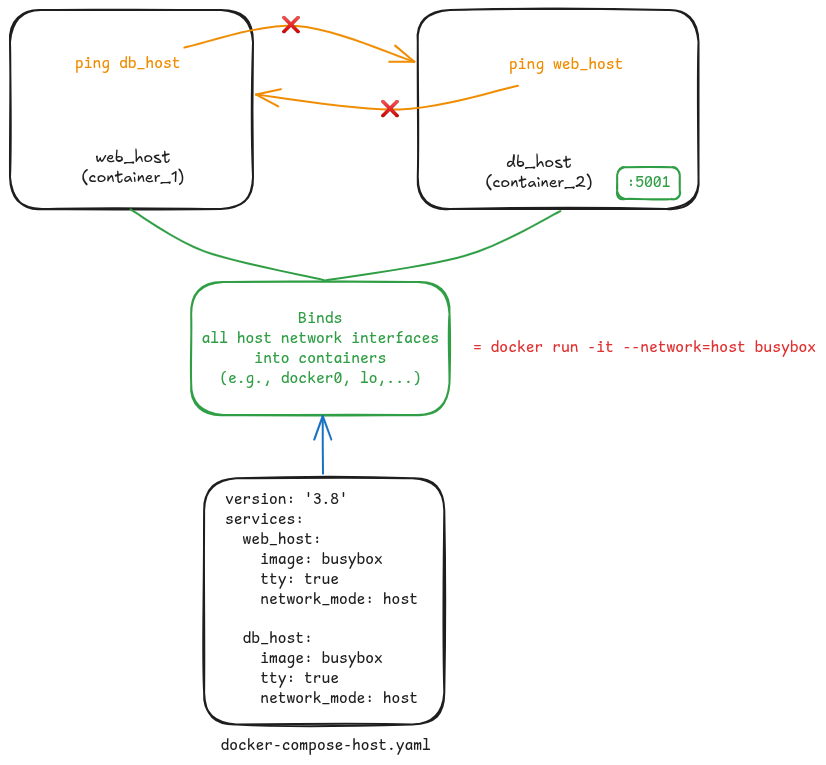 ping db_host
ping web_host
web_host
(container_1)
db_host
(container_2)
:5001
Binds
all host network interfaces
into containers
(e.g., docker0, lo,...)
= docker run -it --network=host busybox
version: '3.8'
services:
  web_host:
    image: busybox
    tty: true
    network_mode: host
  db_host:
    image: busybox
    tty: true
    network_mode: host
docker-compose-host.yaml